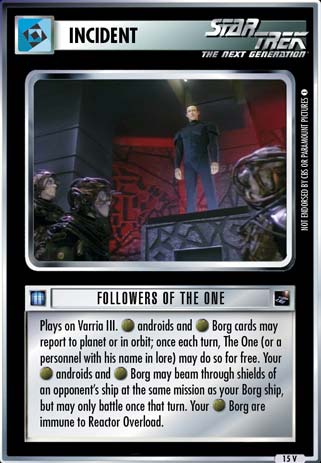 INCIDENT
STAR TREK
THE NEXT GENERATION®
NOT ENDORSED BY CBS OR PARAMOUNT PICTURES
FOLLOWERS OF THE ONE
Plays on Varria III. androids and Borg cards may
report to planet or in orbit; once each turn, The One (or a
personnel with his name in lore) may do so for free. Your
androids and Borg may beam through shields
of an opponent's ship at the same mission as your Borg ship,
but may only battle once that turn. Your Borg are
immune to Reactor Overload.
15 V